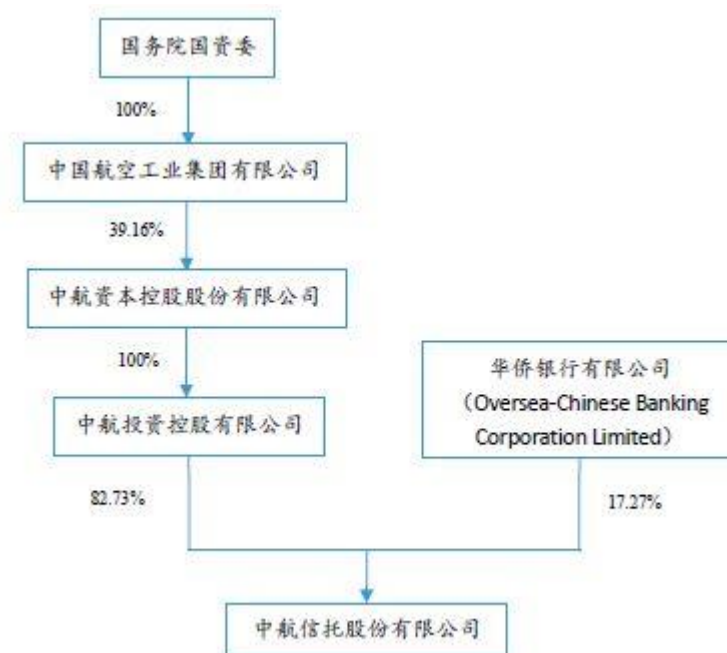 国务院国资委
100%
中国航空工业集团有限公司
39.16%
中航资本控股股份有限公司
100%
中航投资控股有限公司
华侨银行有限公司
（Oversea-Chinese Banking
Corporation Limited）
82.73%
17.27%
中航信托股份有限公司